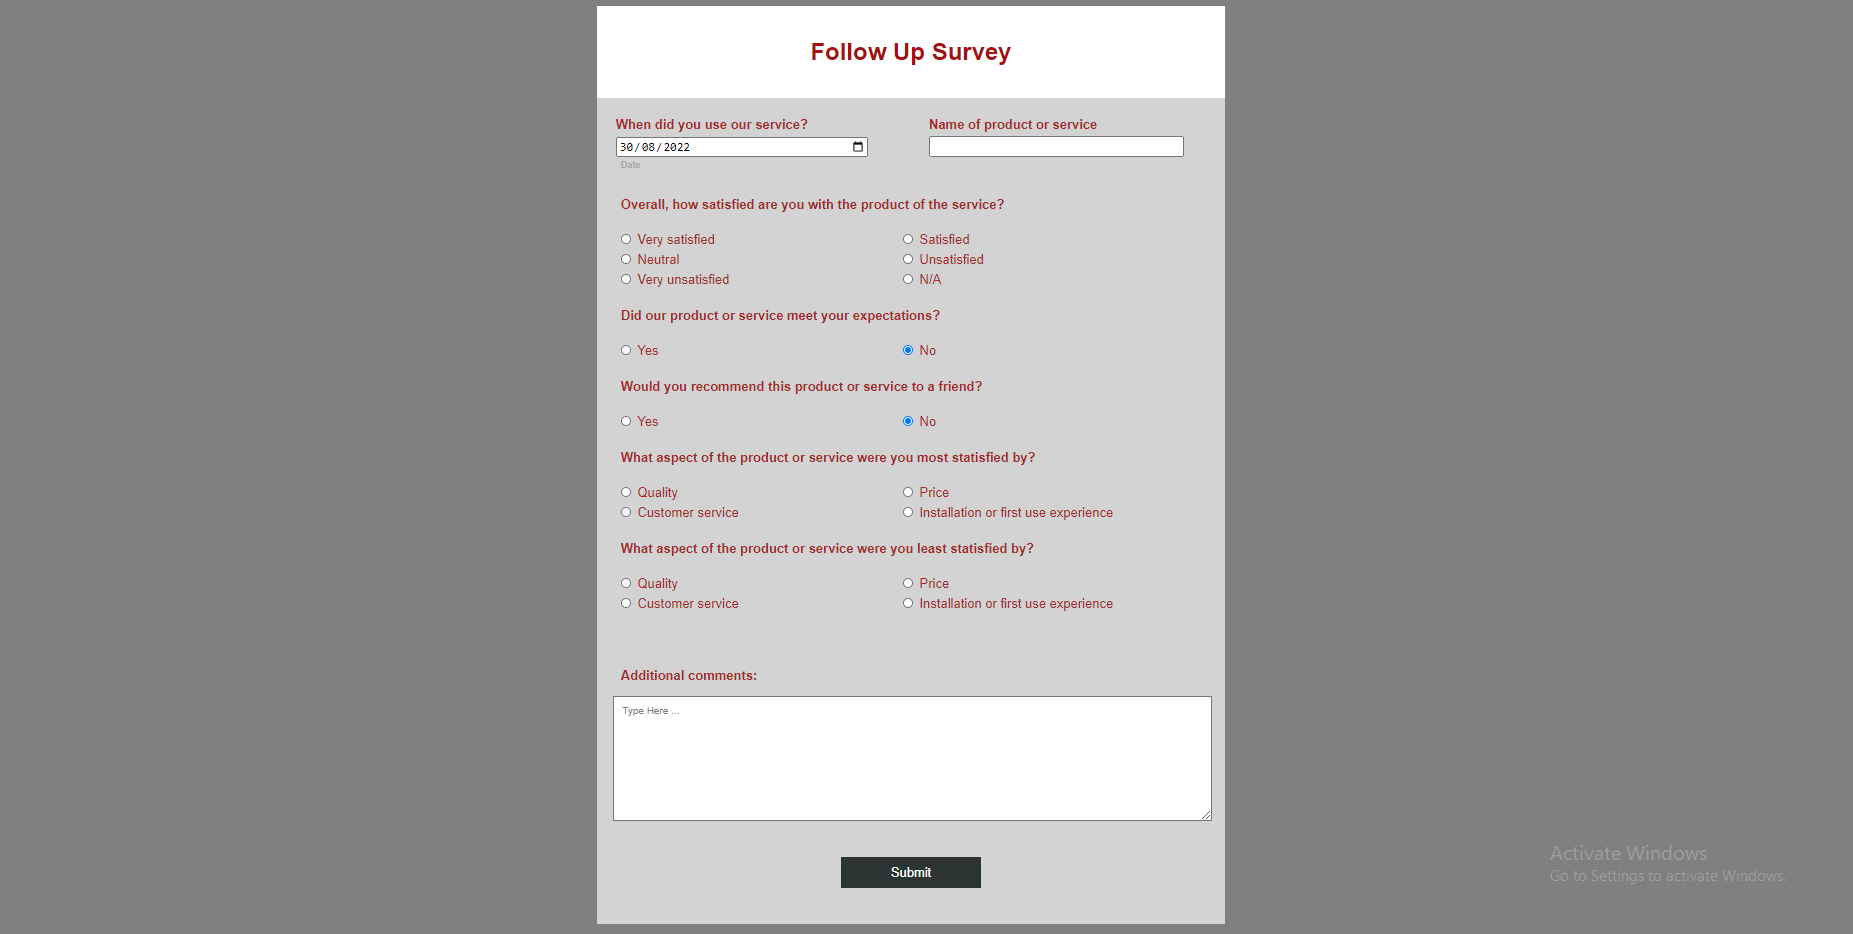 Follow Up Survey
When did you use our service? Name of product or service
30/08/2022
Date
Overall, how satisfied are you with the product of the service?
Very satisfied Satisfied
Neutral Unsatisfied
Very unsatisfied N/A
Did our product or service meet your expectations?
Yes No
Would you recommend this product or service to a friend?
Yes No
What aspect of the product or service were you most statisfied by?
Quality Price
Customer service Installation or first use experience
What aspect of the product or service were you least statisfied by?
Quality Price
Customer service Installation or first use experience
Additional comments:
Type Here ...
Submit
Activate Windows
Go to Settings to activate Windows.